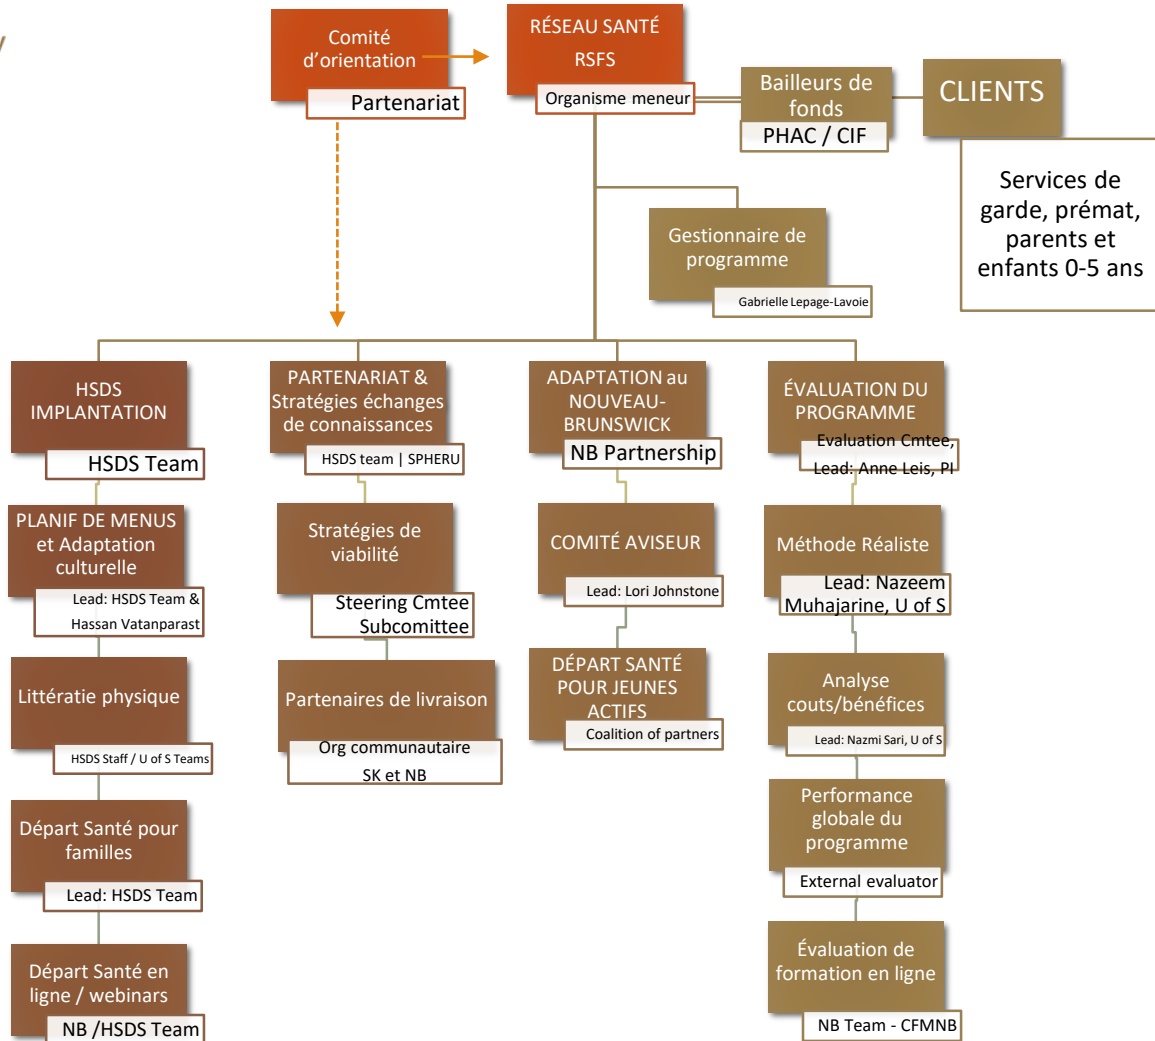 Comité
d'orientation
Partenariat
RÉSEAU SANTÉ
RSFS
Organisme meneur
Bailleurs de
fonds
PHAC / CIF
CLIENTS
Services de
garde, prémat,
parents et
enfants 0-5 ans
Gestionnaire de
programme
Gabrielle Lepage-Lavoie
HSDS
IMPLANTATION
HSDS Team
PLANIF DE MENUS
et Adaptation
culturelle
Lead: HSDS Team &
Hassan Vatanparast
Littératie physique
HSDS Staff / U of S Teams
Départ Santé pour
familles
Lead: HSDS Team
Départ Santé en
ligne / webinars
NB /HSDS Team
PARTENARIAT &
Stratégies échanges
de connaissances
HSDS team | SPHERU
Stratégies de
viabilité
Steering Cmtee
Subcomittee
Partenaires de livraison
Org communautaire
SK et NB
ADAPTATION au
NOUVEAU-
BRUNSWICK
NB Partnership
COMITÉ AVISEUR
Lead: Lori Johnstone
DÉPART SANTÉ
POUR JEUNES
ACTIFS
Coalition of partners
ÉVALUATION DU
PROGRAMME
Evaluation Cmtee,
Lead: Anne Leis, PI
Méthode Réaliste
Lead: Nazeem
Muhajarine, U of S
Analyse
couts/bénéfices
Lead: Nazmi Sari, U of S
Performance
globale du
programme
External evaluator
Évaluation de
formation en ligne
NB Team - CFMNB